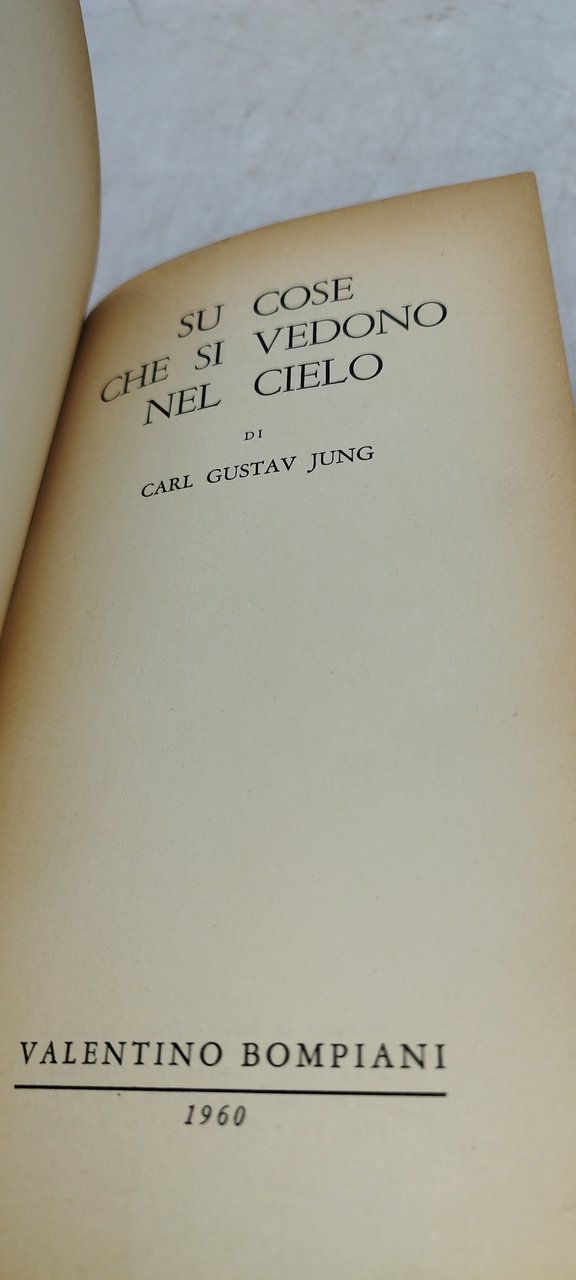 SU COSE
CHE SI VEDONO
NEL CIELO
DI
CARL GUSTAV JUNG
VALENTINO BOMPIANI
1960